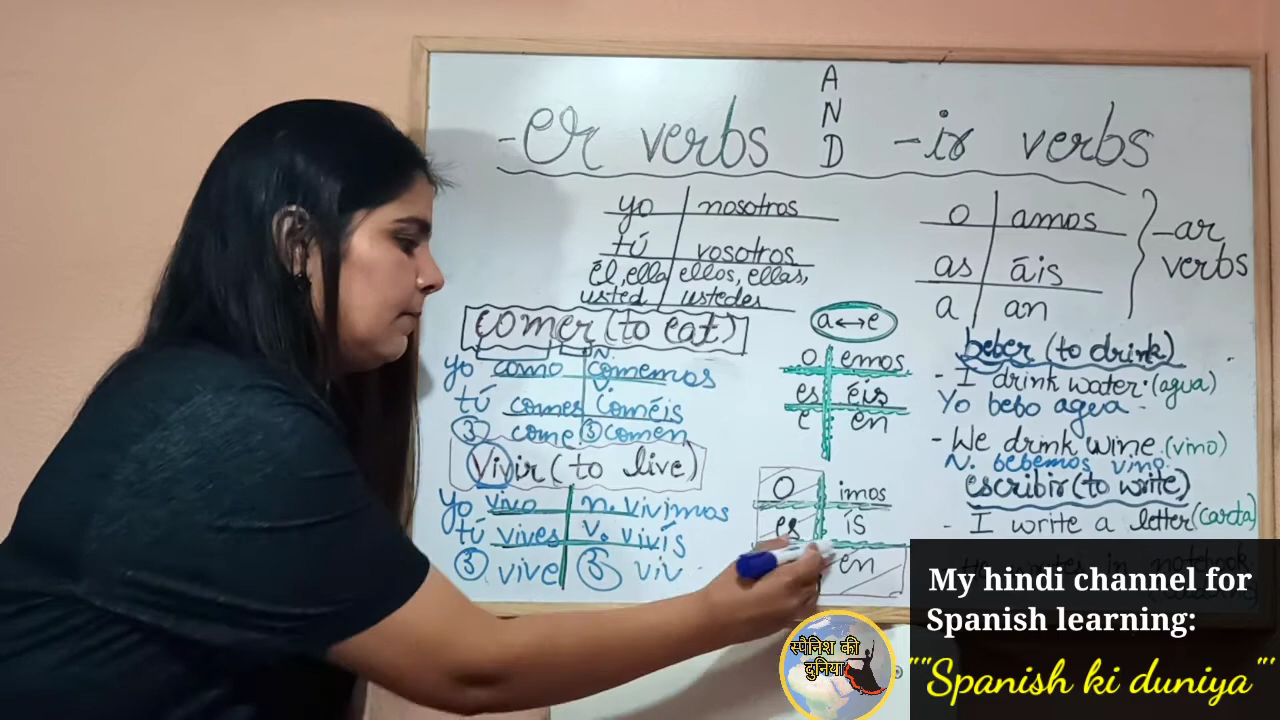 A
N
D
-er verbs -ir verbs
yo nosotros
tú vosotros
él, ella ellos, ellas,
usted ustedes
o amos
as áis
a an
-ar
verbs
comer (to eat)
yo como N. comemos
tú comes coméis
③ come ③ comen
vivir (to live)
yo vivo n. vivimos
tú vives v. vivís
③ vive ③ viv
a↔e
o emos
es éis
e en
o imos
es ís
en
beber (to drink)
- I drink water. (agua)
Yo bebo agua.
- We drink wine (vino)
N. bebemos vino.
escribir (to write)
- I write a letter (carta)
in notebook
My hindi channel for
Spanish learning:
""Spanish ki duniya""
स्पैनिश की
दुनिया